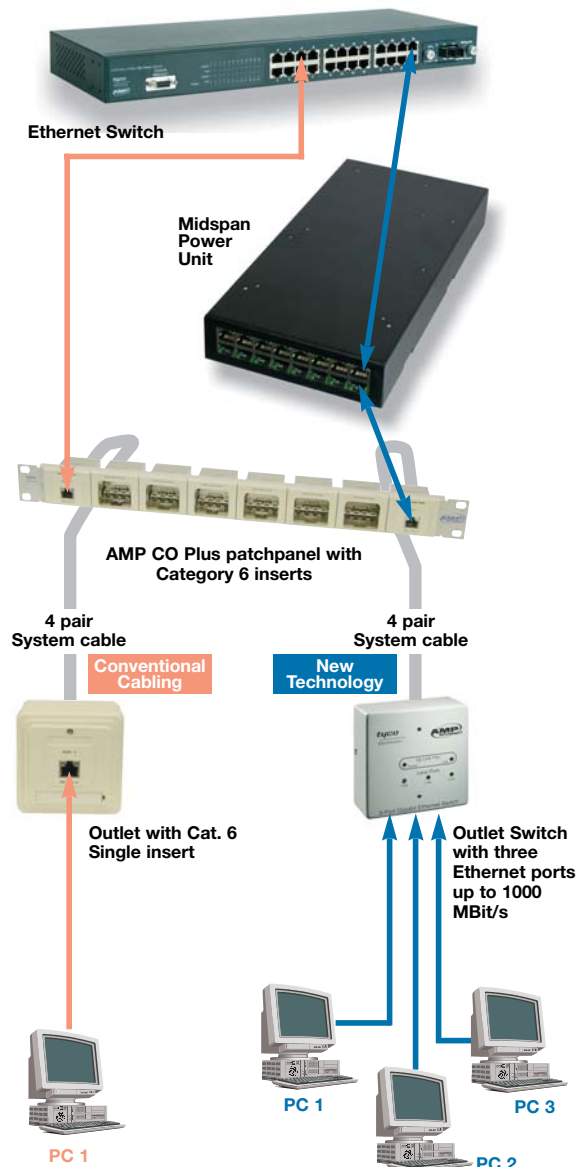 Ethernet Switch
Midspan
Power
Unit
AMP CO Plus patchpanel with
Category 6 inserts
4 pair
System cable
4 pair
System cable
Conventional
Cabling
New
Technology
tyco
AMP
Outlet with Cat. 6
Single insert
Outlet Switch
with three
Ethernet ports
up to 1000
MBit/s
PC 1
PC 1
PC 2
PC 3